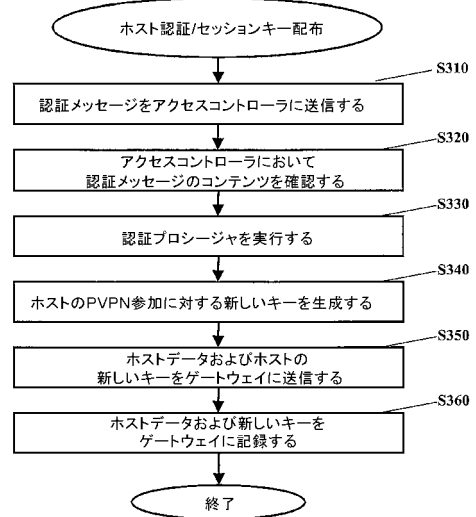 ホスト認証/セッションキー配布
S310
認証メッセージをアクセスコントローラに送信する
S320
アクセスコントローラにおいて
認証メッセージのコンテンツを確認する
S330
認証プロシージャを実行する
S340
ホストのPVPN参加に対する新しいキーを生成する
S350
ホストデータおよびホストの
新しいキーをゲートウェイに送信する
S360
ホストデータおよび新しいキーを
ゲートウェイに記録する
終了